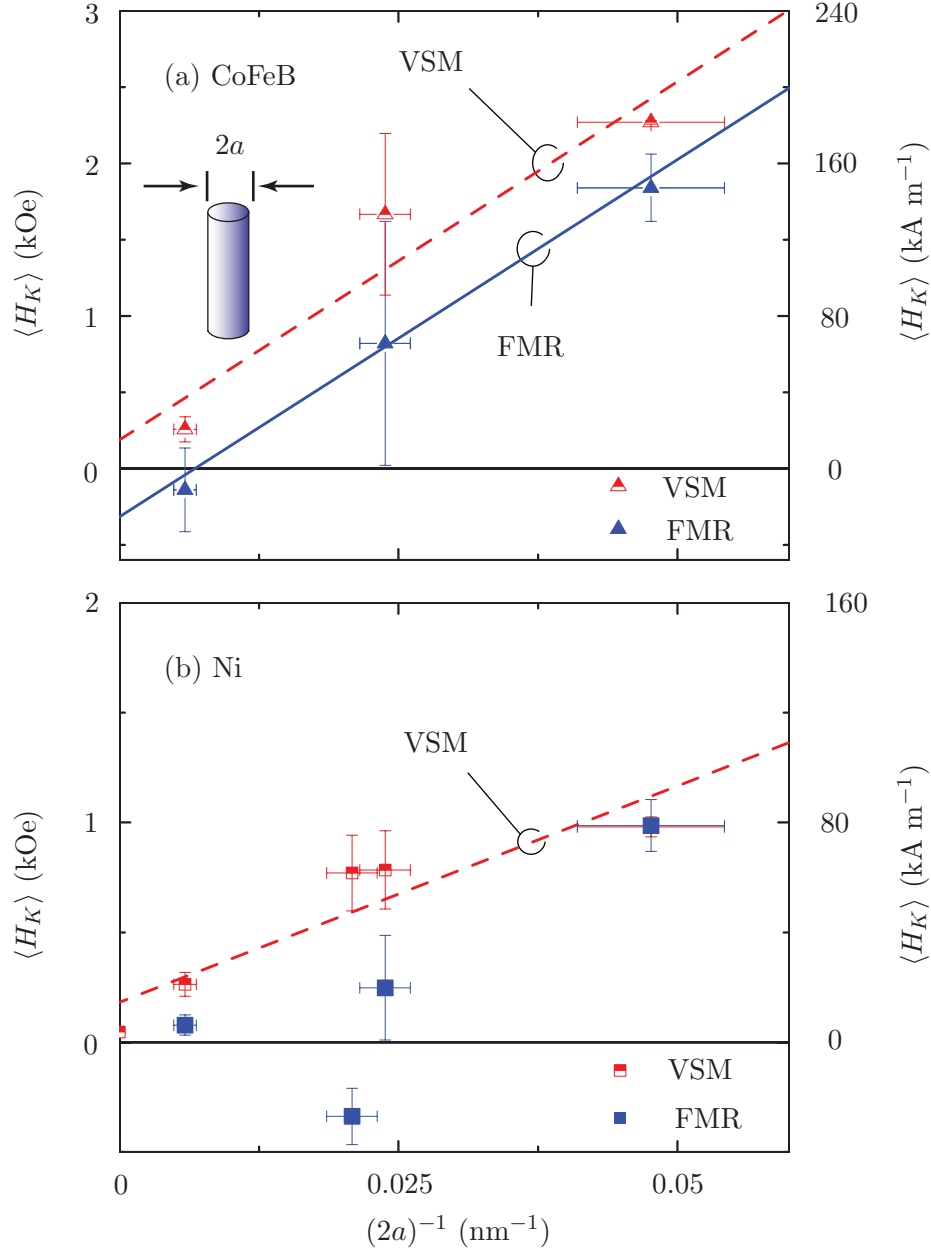 3
240
VSM
(a) CoFeB
2a
2
160
⟨H_K⟩ (kOe)
⟨H_K⟩ (kA m⁻¹)
1
80
FMR
0
0
VSM
FMR
2
160
(b) Ni
VSM
⟨H_K⟩ (kOe)
⟨H_K⟩ (kA m⁻¹)
1
80
0
0
VSM
FMR
0
0.025
0.05
(2a)⁻¹ (nm⁻¹)